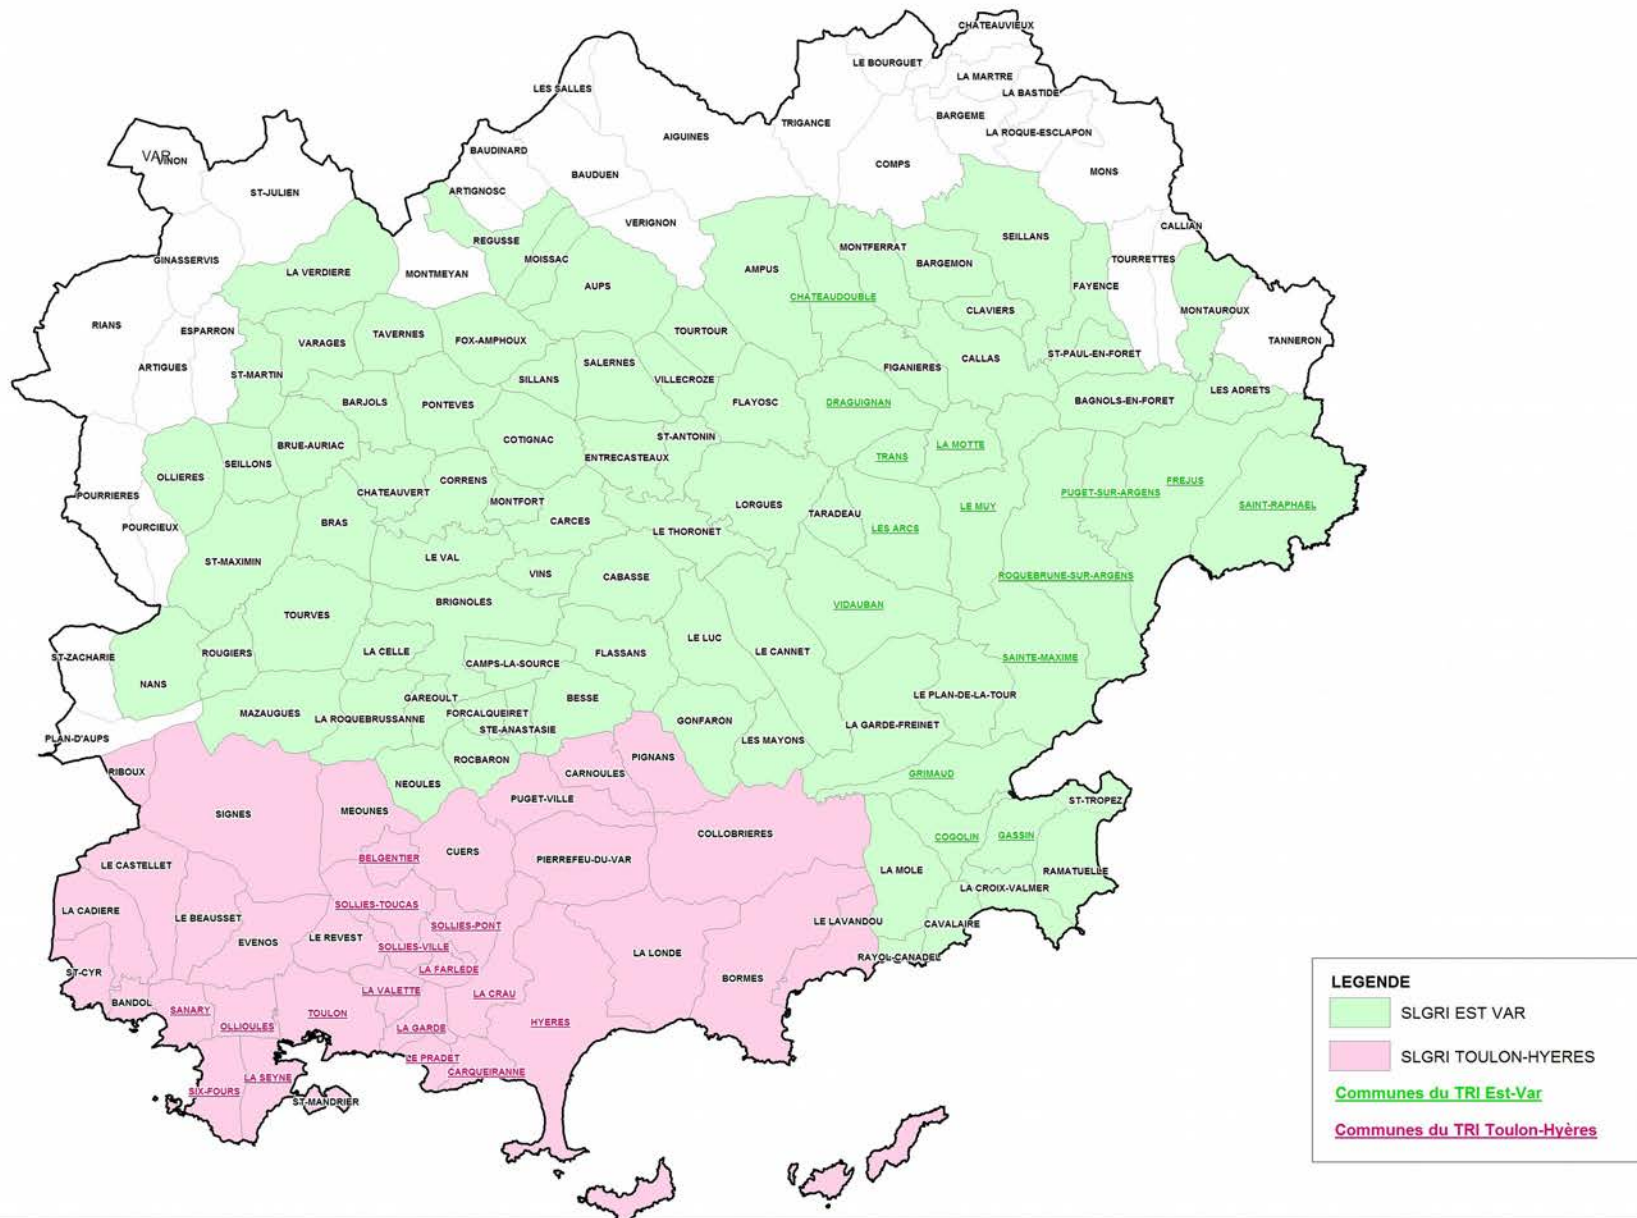 CHATEAUVIEUX
LE BOURGUET
LA MARTRE
LES SALLES
LA BASTIDE
BARGEME
TRIGANCE
LA ROQUE-ESCLAPON
AIGUINES
BAUDINARD
VAR
VINON
COMPS
MONS
BAUDUEN
ST-JULIEN
ARTIGNOSC
VERIGNON
CALLIAN
SEILLANS
REGUSSE
MONTFERRAT
MOISSAC
TOURRETTES
GINASSERVIS
BARGEMON
AMPUS
LA VERDIERE
MONTMEYAN
AUPS
FAYENCE
CHATEAUDOUBLE
CLAVIERS
MONTAUROUX
RIANS
ESPARRON
TAVERNES
TOURTOUR
VARAGES
FOX-AMPHOUX
TANNERON
ST-PAUL-EN-FORET
CALLAS
SALERNES
ARTIGUES
FIGANIERES
ST-MARTIN
SILLANS
VILLECROZE
LES ADRETS
BAGNOLS-EN-FORET
BARJOLS
PONTEVES
FLAYOSC
DRAGUIGNAN
ST-ANTONIN
COTIGNAC
LA MOTTE
BRUE-AURIAC
TRANS
ENTRECASTEAUX
SEILLONS
OLLIERES
CORRENS
FREJUS
CHATEAUVERT
PUGET-SUR-ARGENS
POURRIERES
MONTFORT
LORGUES
SAINT-RAPHAEL
LE MUY
TARADEAU
CARCES
BRAS
POURCIEUX
LES ARCS
LE THORONET
LE VAL
ST-MAXIMIN
VINS
CABASSE
ROQUEBRUNE-SUR-ARGENS
BRIGNOLES
VIDAUBAN
TOURVES
LE LUC
LA CELLE
LE CANNET
ROUGIERS
FLASSANS
ST-ZACHARIE
SAINTE-MAXIME
CAMPS-LA-SOURCE
NANS
LE PLAN-DE-LA-TOUR
GAREOULT
BESSE
MAZAUGUES
FORCALQUEIRET
LA ROQUEBRUSSANNE
GONFARON
LA GARDE-FREINET
STE-ANASTASIE
PLAN-D'AUPS
LES MAYONS
PIGNANS
ROCBARON
RIBOUX
CARNOULES
GRIMAUD
NEOULES
PUGET-VILLE
ST-TROPEZ
MEOUNES
SIGNES
COLLOBRIERES
GASSIN
COGOLIN
CUERS
BELGENTIER
PIERREFEU-DU-VAR
LE CASTELLET
LA MOLE
RAMATUELLE
LA CROIX-VALMER
SOLLIES-TOUCAS
LA CADIERE
LE BEAUSSET
LE LAVANDOU
CAVALAIRE
SOLLIES-PONT
LE REVEST
EVENOS
SOLLIES-VILLE
LA LONDE
RAYOL-CANADEL
LA FARLEDE
ST-CYR
BORMES
LA VALETTE
LA CRAU
BANDOL
SANARY
TOULON
HYERES
OLLIOULES
LA GARDE
LE PRADET
CARQUEIRANNE
LA SEYNE
SIX-FOURS
ST-MANDRIER
LEGENDE
SLGRI EST VAR
SLGRI TOULON-HYERES
Communes du TRI Est-Var
Communes du TRI Toulon-Hyères